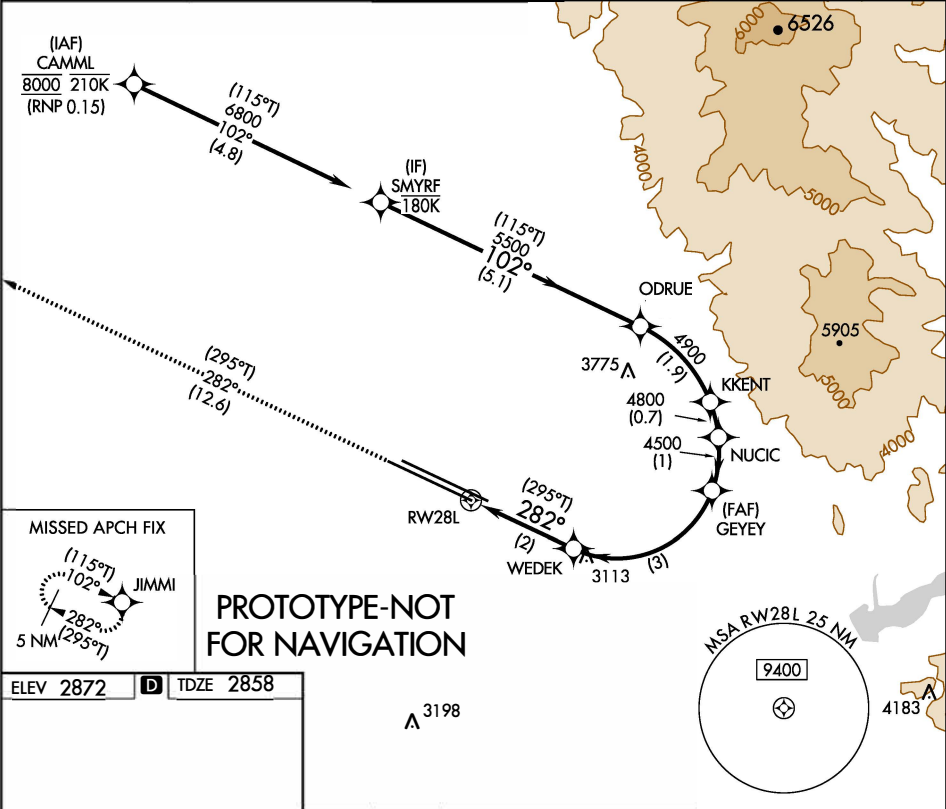 (IAF)
CAMML
8000 210K
(RNP 0.15)
(115°T)
6800
102°
(4.8)
(IF)
SMYRF
180K
(115°T)
5500
102°
(5.1)
ODRUE
4900
(1.9)
3775
KKENT
4800
(0.7)
4500
(1)
NUCIC
(FAF)
GEYEY
(3)
3113
WEDEK
(295°T)
282°
(2)
RW28L
(295°T)
282°
(12.6)
6000
6526
4000
5000
5905
5000
4000
MISSED APCH FIX
(115°T)
102°
JIMMI
282°
(295°T)
5 NM
PROTOTYPE-NOT
FOR NAVIGATION
ELEV 2872 D TDZE 2858
3198
MSA RW28L 25 NM
9400
4183